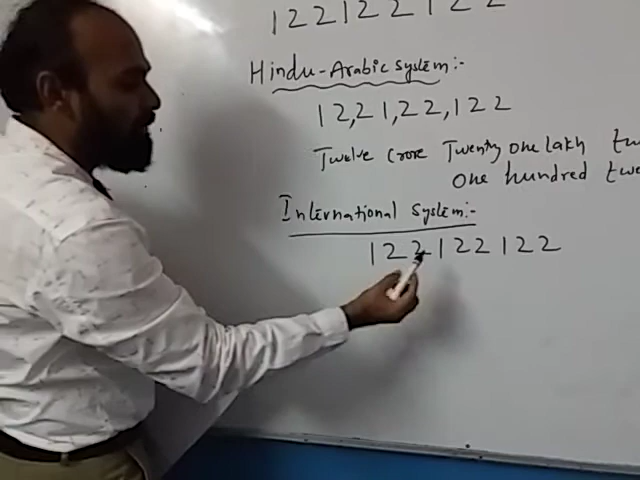 122122122
Hindu-Arabic System:-
12,21,22,122
Twelve Crore Twenty one lakh
one hundred
International System:-
122122122